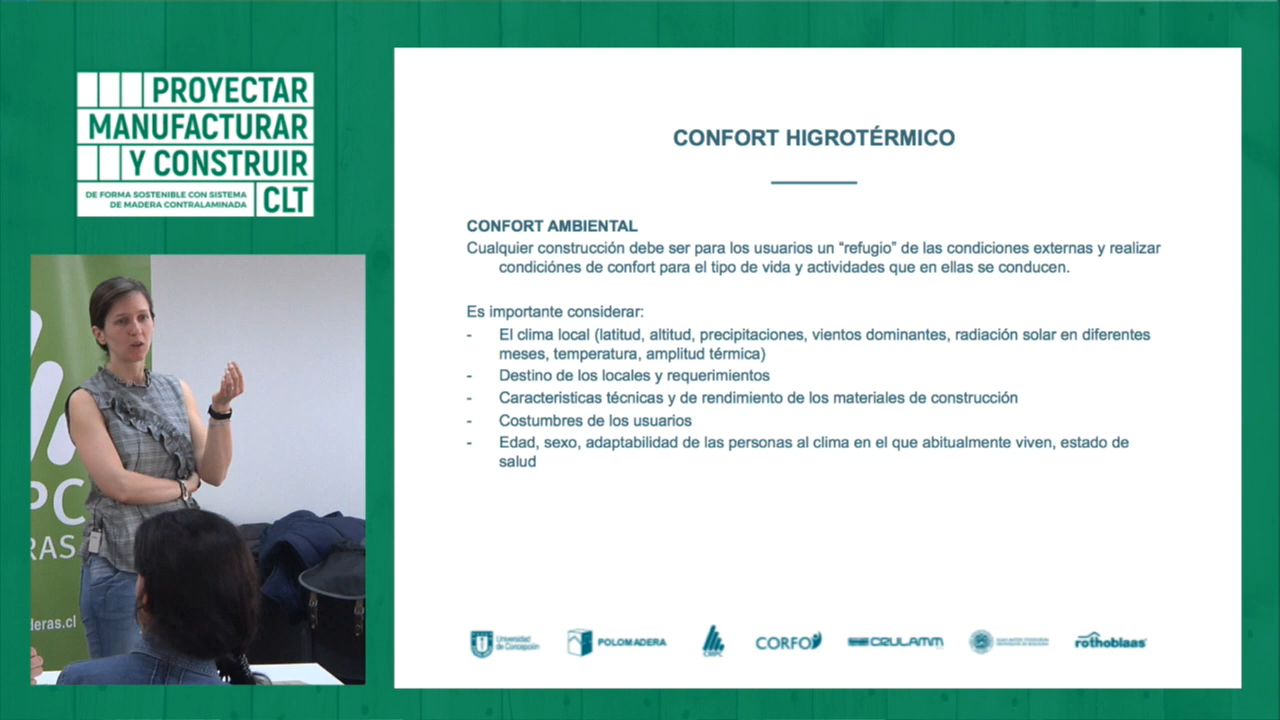 PROYECTAR
MANUFACTURAR
Y CONSTRUIR
DE FORMA SOSTENIBLE CON SISTEMA
DE MADERA CONTRALAMINADA
CLT
PC
RAS
deras.cl
CONFORT HIGROTÉRMICO
CONFORT AMBIENTAL
Cualquier construcción debe ser para los usuarios un “refugio” de las condiciones externas y realizar
condiciónes de confort para el tipo de vida y actividades que en ellas se conducen.
Es importante considerar:
- El clima local (latitud, altitud, precipitaciones, vientos dominantes, radiación solar en diferentes
meses, temperatura, amplitud térmica)
- Destino de los locales y requerimientos
- Caracteristicas técnicas y de rendimiento de los materiales de construcción
- Costumbres de los usuarios
- Edad, sexo, adaptabilidad de las personas al clima en el que abitualmente viven, estado de
salud
Universidad
de Concepción
POLOMADERA
CMPC
CORFO
CRULAMM
rothoblaas